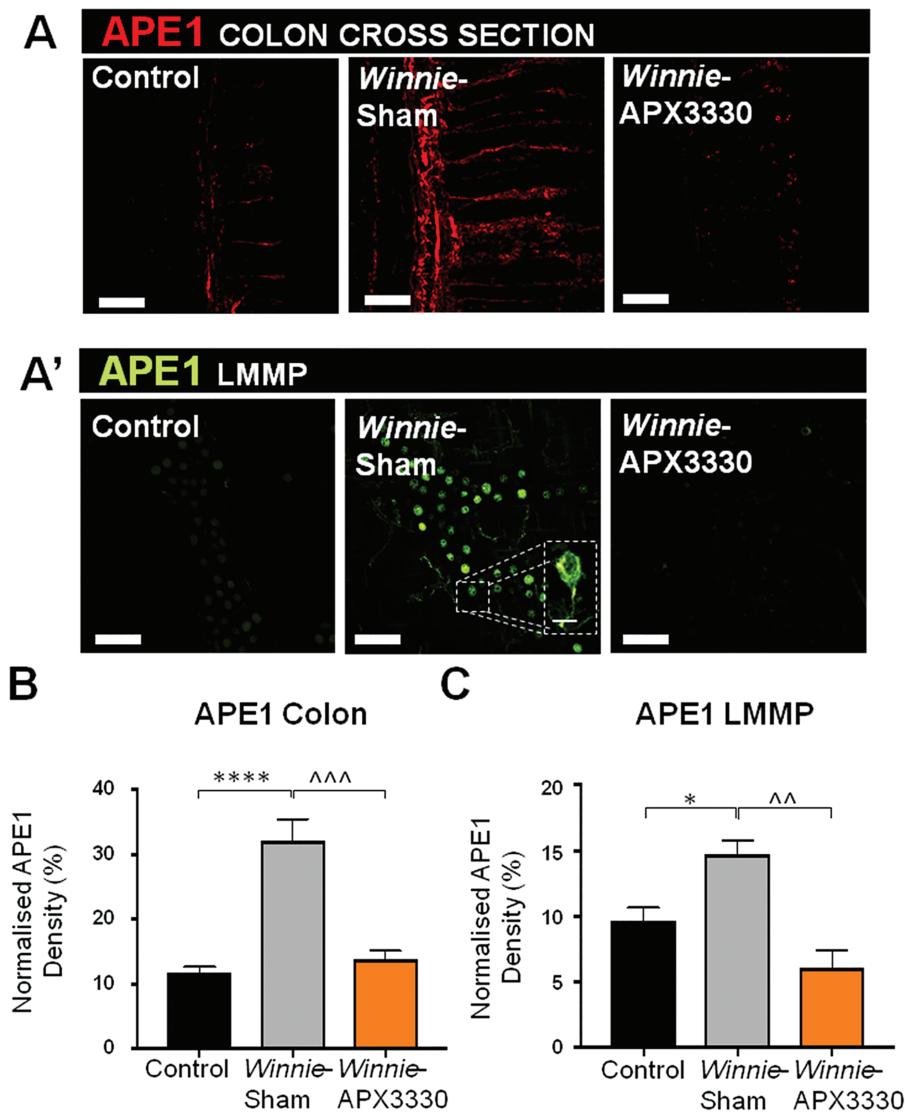 A
APE1 COLON CROSS SECTION
Control
Winnie-
Sham
Winnie-
APX3330
A’
APE1 LMMP
Control
Winnie-
Sham
Winnie-
APX3330
B
APE1 Colon
Normalised APE1
Density (%)
40
30
20
10
0
****
^^^
Control
Winnie-
Sham
Winnie-
APX3330
C
APE1 LMMP
Normalised APE1
Density (%)
20
15
10
5
0
*
^^
Control
Winnie-
Sham
Winnie-
APX3330